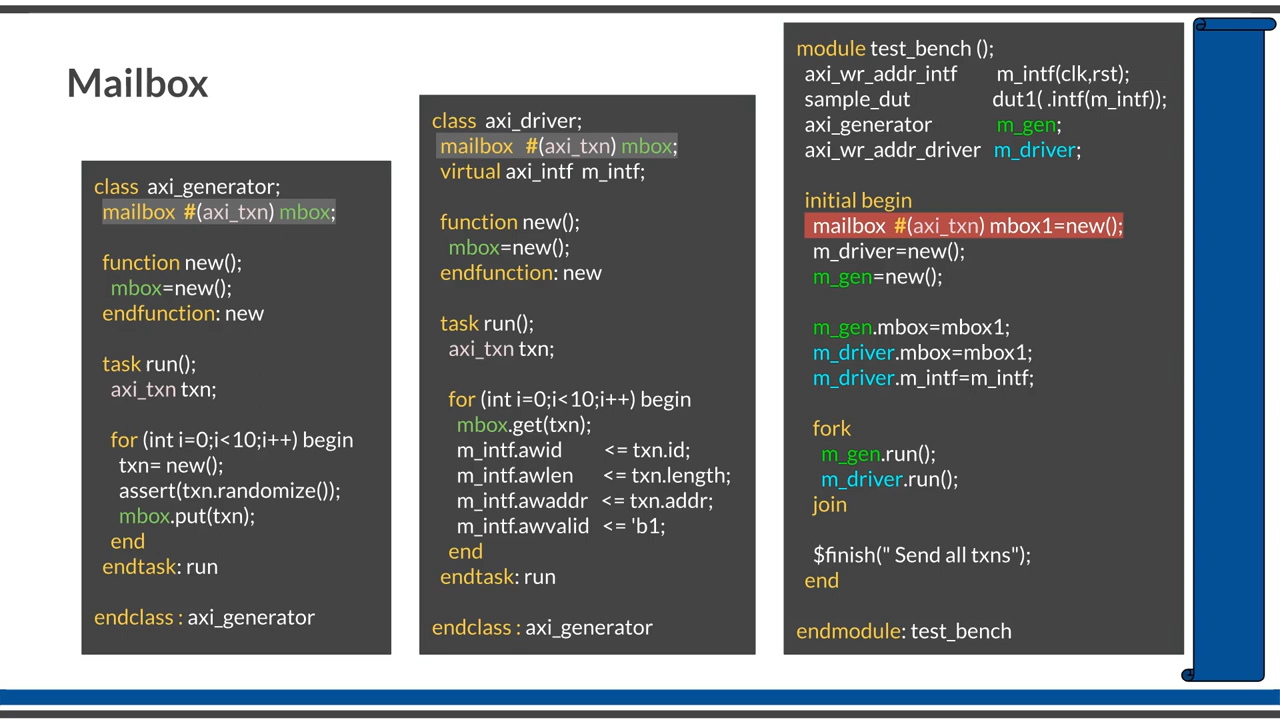 Mailbox
class axi_generator;
mailbox #(axi_txn) mbox;
function new();
mbox=new();
endfunction: new
task run();
axi_txn txn;
for (int i=0;i<10;i++) begin
txn= new();
assert(txn.randomize());
mbox.put(txn);
end
endtask: run
endclass : axi_generator
class axi_driver;
mailbox #(axi_txn) mbox;
virtual axi_intf m_intf;
function new();
mbox=new();
endfunction: new
task run();
axi_txn txn;
for (int i=0;i<10;i++) begin
mbox.get(txn);
m_intf.awid <= txn.id;
m_intf.awlen <= txn.length;
m_intf.awaddr <= txn.addr;
m_intf.awvalid <= 'b1;
end
endtask: run
endclass : axi_generator
module test_bench ();
axi_wr_addr_intf m_intf(clk,rst);
sample_dut dut1( .intf(m_intf));
axi_generator m_gen;
axi_wr_addr_driver m_driver;
initial begin
mailbox #(axi_txn) mbox1=new();
m_driver=new();
m_gen=new();
m_gen.mbox=mbox1;
m_driver.mbox=mbox1;
m_driver.m_intf=m_intf;
fork
m_gen.run();
m_driver.run();
join
$finish(" Send all txns");
end
endmodule: test_bench